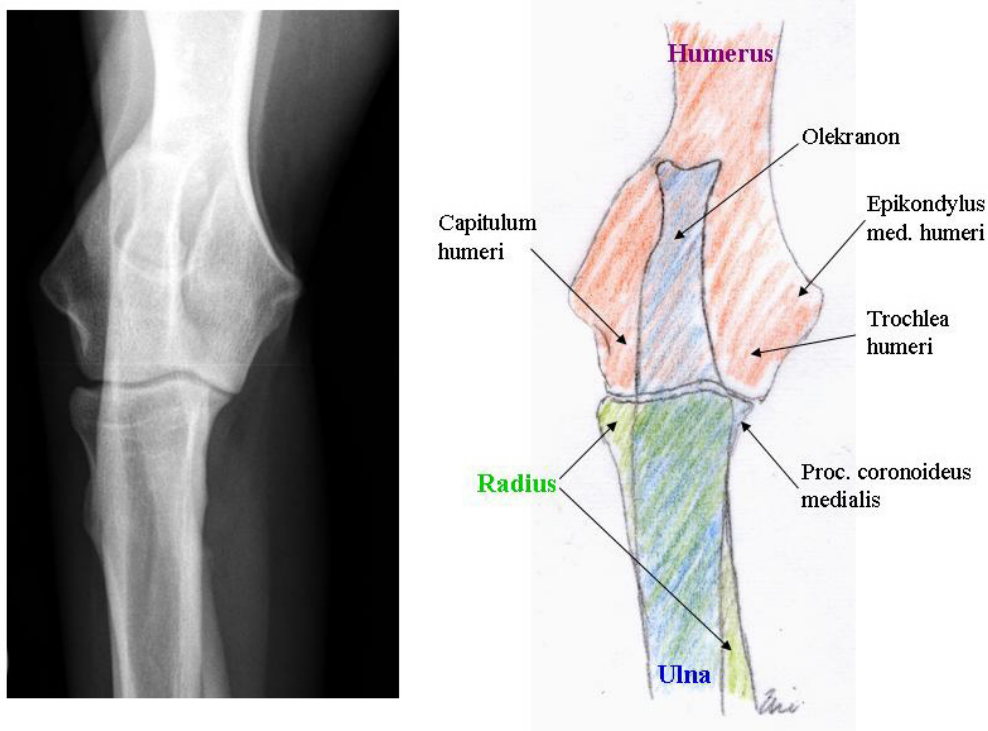 Humerus
Olekranon
Epikondylus
med. humeri
Capitulum
humeri
Trochlea
humeri
Radius
Proc. coronoideus
medialis
Ulna